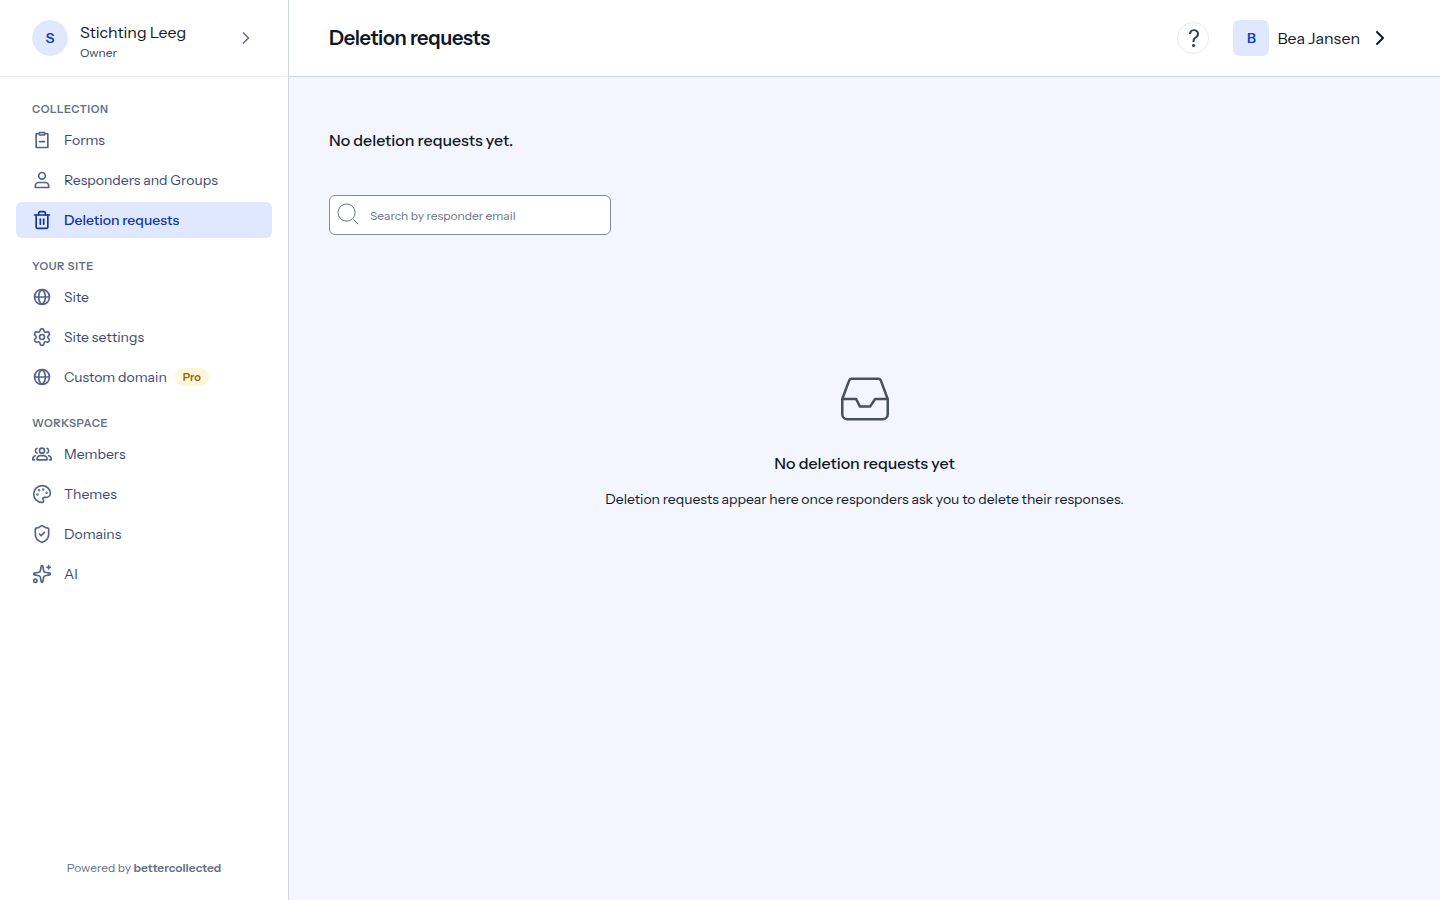 S
Stichting Leeg
Owner
Deletion requests
?
B
Bea Jansen
COLLECTION
Forms
Responders and Groups
Deletion requests
YOUR SITE
Site
Site settings
Custom domain Pro
WORKSPACE
Members
Themes
Domains
AI
Powered by bettercollected
No deletion requests yet.
Search by responder email
No deletion requests yet
Deletion requests appear here once responders ask you to delete their responses.